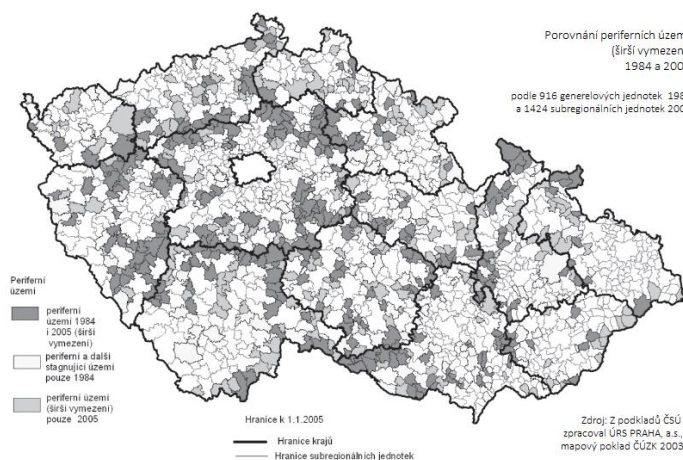 Porovnání periferních územ
(širší vymezen
1984 a 200
podle 916 generelových jednotek 198
a 1424 subregionálních jednotek 200
Periferní
území
periferní
území 1984
i 2005 (širší
vymezení)
periferní a další
stagnující území
pouze 1984
periferní území
(širší vymezení)
pouze 2005
Hranice k 1.1.2005
Hranice krajů
Hranice subregionálních jednotek
Zdroj: Z podkladů ČSÚ
zpracoval ÚRS PRAHA, a.s.,
mapový poklad ČÚZK 2003